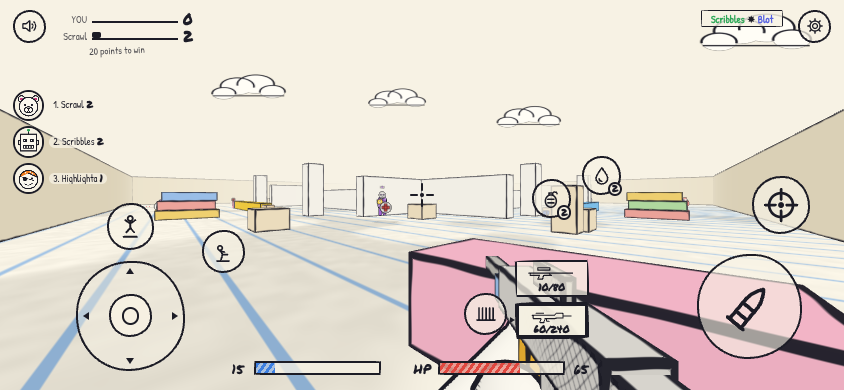 YOU 0
Scrawl 2
20 points to win
Scribbles Blot
1. Scrawl 2
2. Scribbles 2
3. Highlighta 1
2
2
10/80
60/240
15
HP 65